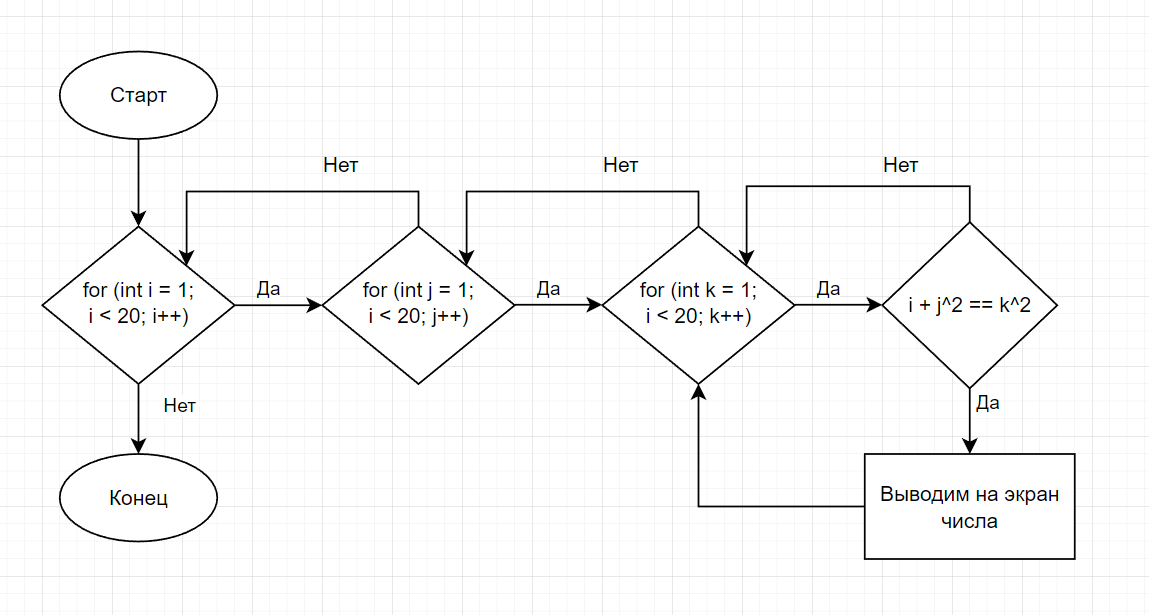 Старт
Нет
Нет
Нет
for (int i = 1;
i < 20; i++)
Да
for (int j = 1;
i < 20; j++)
Да
for (int k = 1;
i < 20; k++)
Да
i + j^2 == k^2
Нет
Да
Конец
Выводим на экран
числа